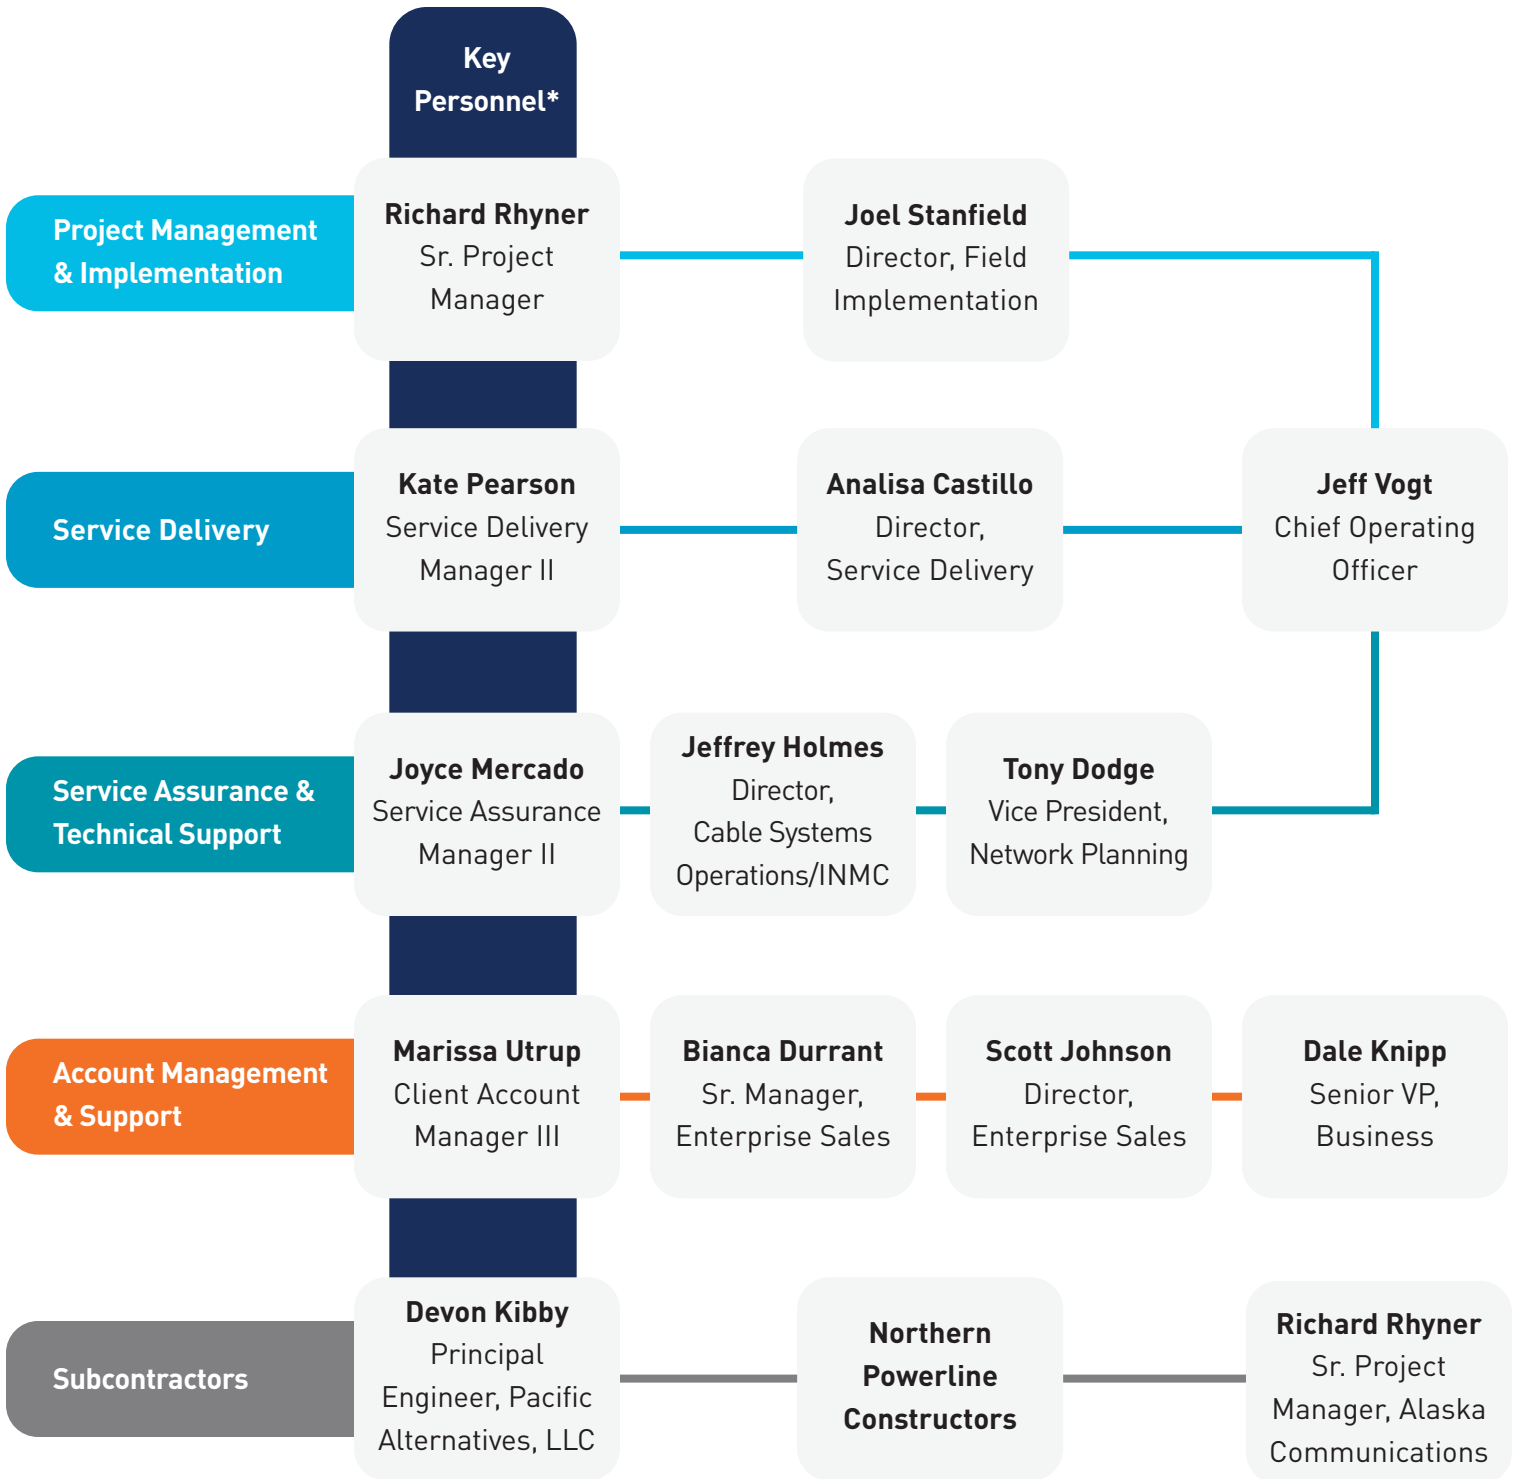 Key
Personnel*
Project Management
& Implementation
Richard Rhyner
Sr. Project
Manager
Joel Stanfield
Director, Field
Implementation
Service Delivery
Kate Pearson
Service Delivery
Manager II
Analisa Castillo
Director,
Service Delivery
Jeff Vogt
Chief Operating
Officer
Service Assurance &
Technical Support
Joyce Mercado
Service Assurance
Manager II
Jeffrey Holmes
Director,
Cable Systems
Operations/INMC
Tony Dodge
Vice President,
Network Planning
Account Management
& Support
Marissa Utrup
Client Account
Manager III
Bianca Durrant
Sr. Manager,
Enterprise Sales
Scott Johnson
Director,
Enterprise Sales
Dale Knipp
Senior VP,
Business
Subcontractors
Devon Kibby
Principal
Engineer, Pacific
Alternatives, LLC
Northern
Powerline
Constructors
Richard Rhyner
Sr. Project
Manager, Alaska
Communications